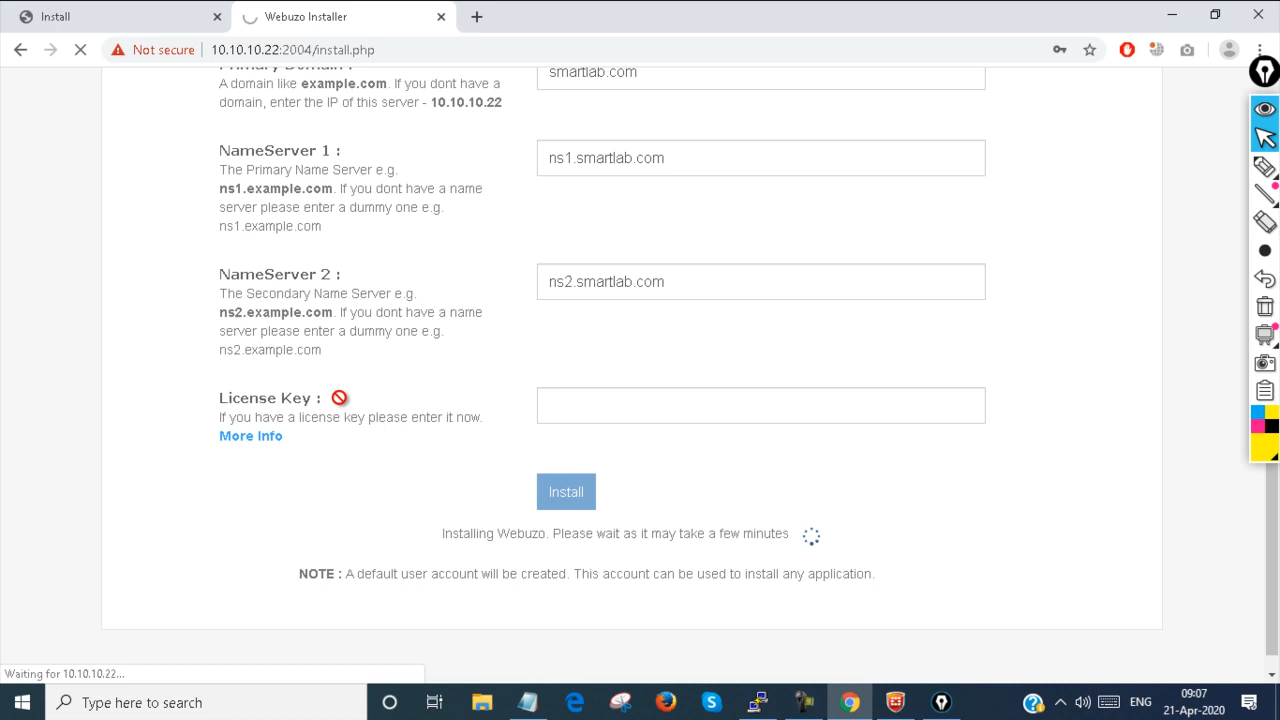 Install
Webuzo Installer
Not secure
10.10.10.22:2004/install.php
Primary Domain :
A domain like example.com. If you dont have a
domain, enter the IP of this server - 10.10.10.22
smartlab.com
NameServer 1 :
The Primary Name Server e.g.
ns1.example.com. If you dont have a name
server please enter a dummy one e.g.
ns1.example.com
ns1.smartlab.com
NameServer 2 :
The Secondary Name Server e.g.
ns2.example.com. If you dont have a name
server please enter a dummy one e.g.
ns2.example.com
ns2.smartlab.com
License Key :
If you have a license key please enter it now.
More Info
Install
Installing Webuzo. Please wait as it may take a few minutes
NOTE : A default user account will be created. This account can be used to install any application.
Waiting for 10.10.10.22...
Type here to search
ENG
09:07
21-Apr-2020